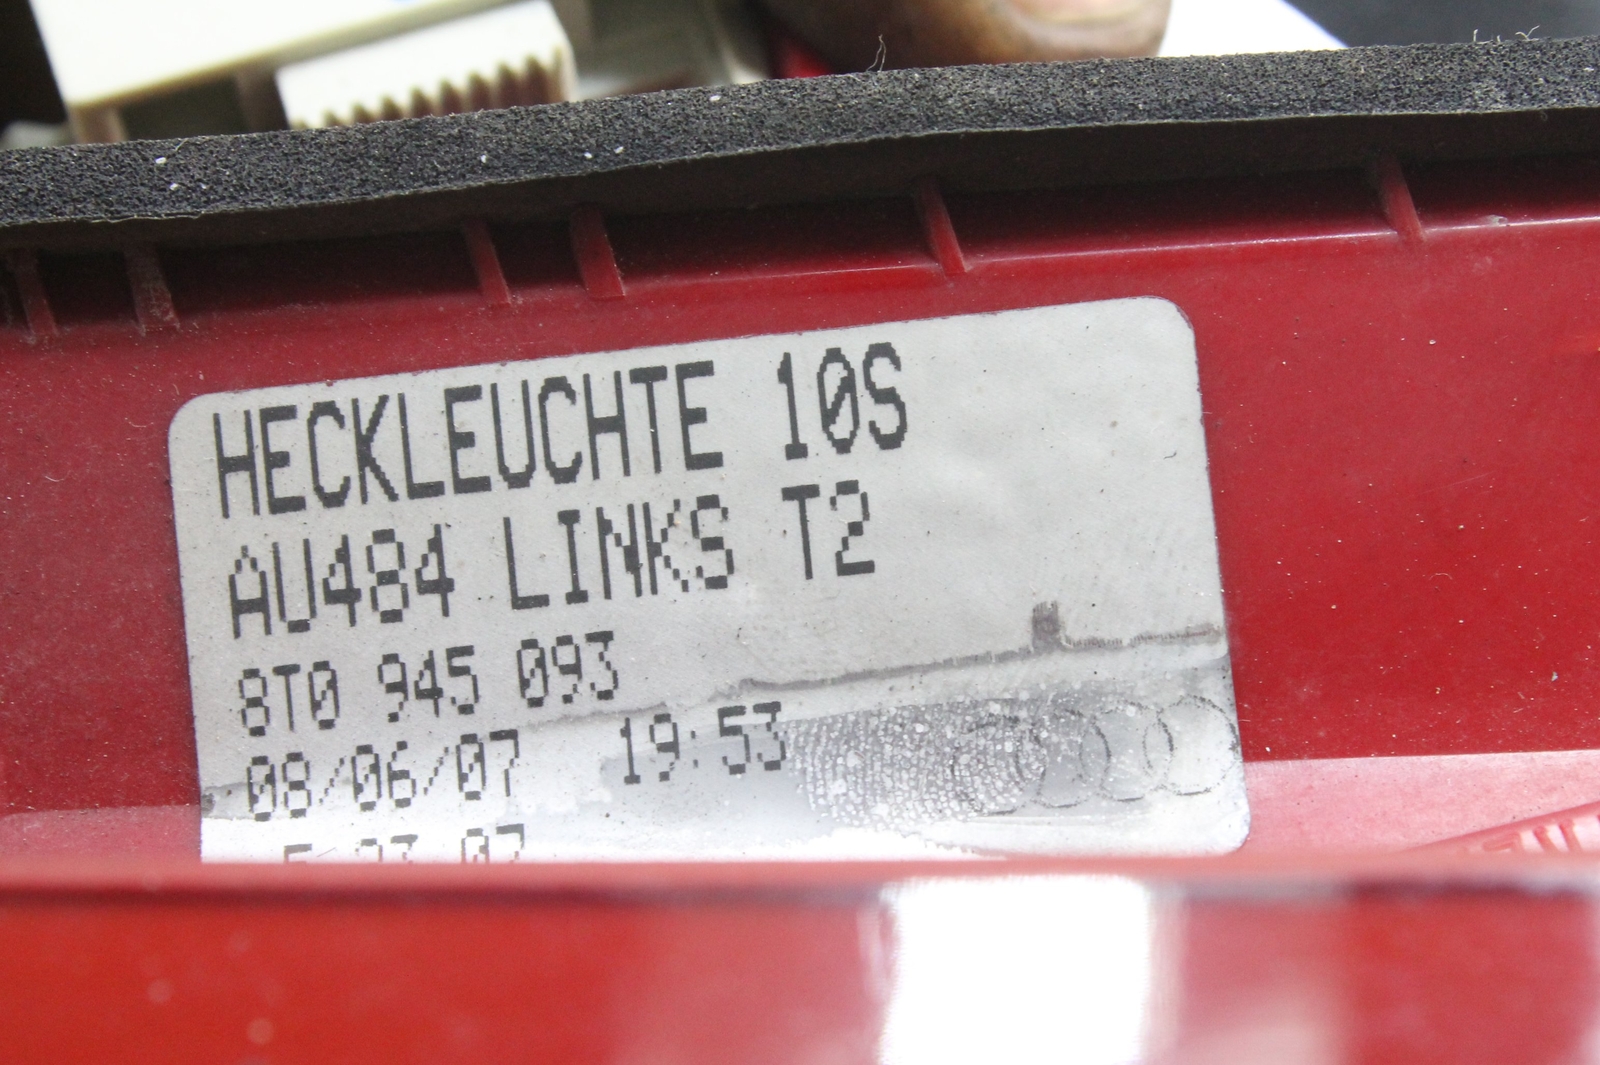 HECKLEUCHTE 10S
AU484 LINKS T2
8T0 945 093
08/06/07 19:53